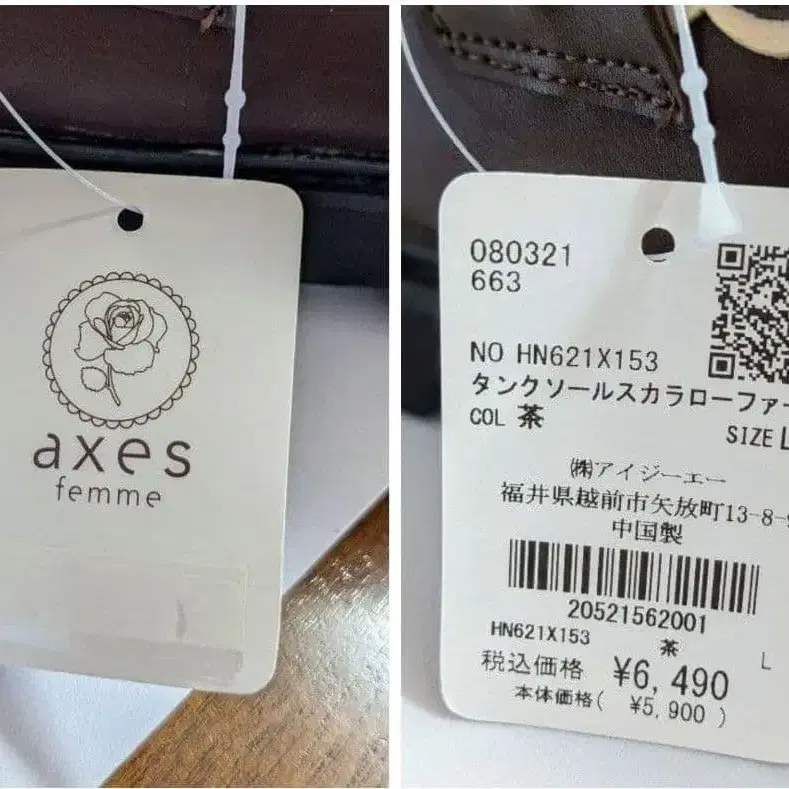 axes
femme
080321
663
NO HN621X153
タンクソールスカラローファー
COL 茶
SIZE L
㈱アイジーエー
福井県越前市矢放町13-8-9
中国製
20521562001
HN621X153 茶 L
税込価格 ¥6,490
本体価格( ¥5,900 )